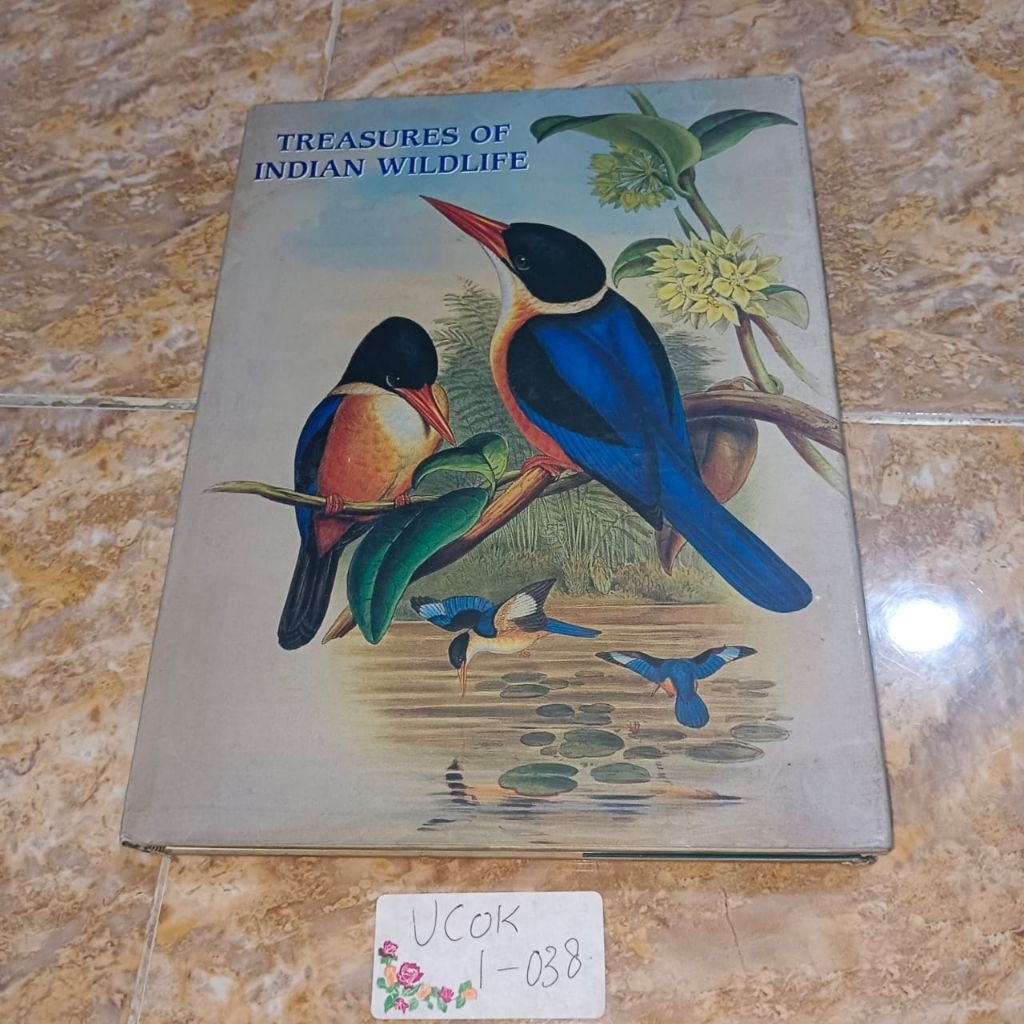 TREASURES OF
INDIAN WILDLIFE
UCOK
1-038